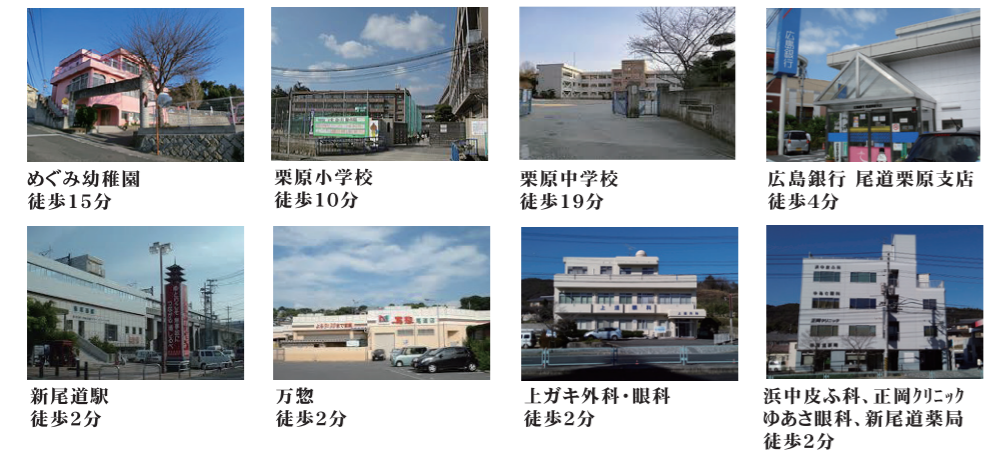 めぐみ幼稚園
徒歩15分
栗原小学校
徒歩10分
栗原中学校
徒歩19分
広島銀行 尾道栗原支店
徒歩4分
新尾道駅
徒歩2分
万惣
徒歩2分
上ガキ外科・眼科
徒歩2分
浜中皮ふ科、正岡クリニック
ゆあさ眼科、新尾道薬局
徒歩2分